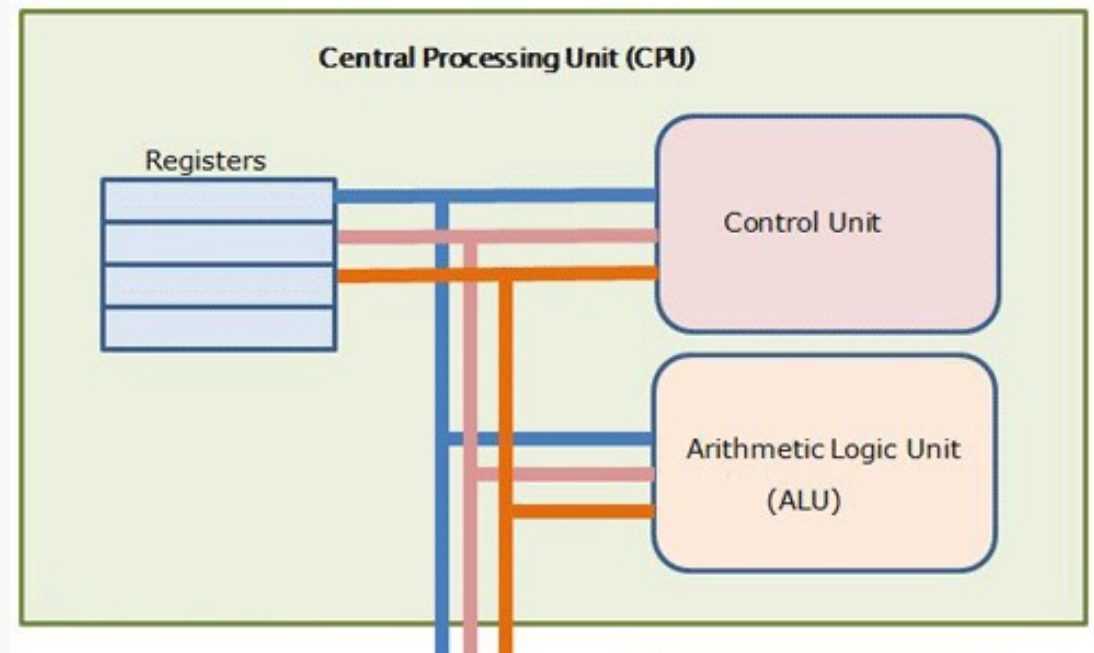 Central Processing Unit (CPU)
Registers
Control Unit
Arithmetic Logic Unit
(ALU)